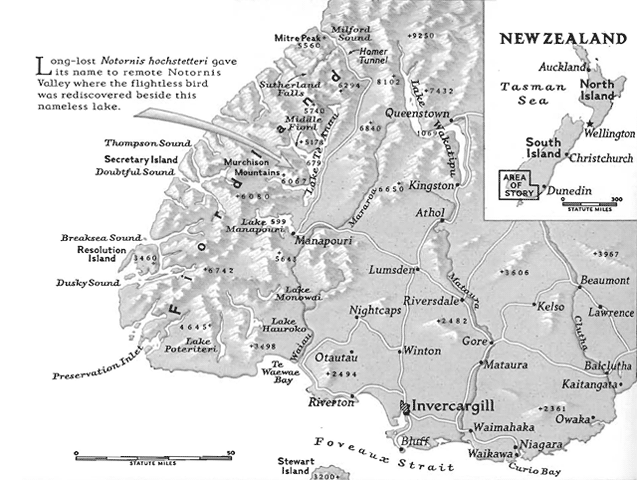 Long-lost Notornis hochstetteri gave
its name to remote Notornis
Valley where the flightless bird
was rediscovered beside this
nameless lake.
Mitre Peak
5560
Milford
Sound
Homer
Tunnel
+9250
8102
+7432
Sutherland
Falls
6294
5740
Middle
Fiord
+5178
679
6840
Lake Te Anau
Lake Wakatipu
Queenstown
Thompson Sound
Secretary Island
Doubtful Sound
Murchison
Mountains
6067
+6080
Mararoa
6650
Kingston
Athol
Lake 599
Manapouri
Manapouri
5643
Breaksea Sound
Resolution
Island
3460
+6742
Dusky Sound
Fiordland
Lake
Monowai
Lumsden
Mataura
+3606
+3967
Beaumont
Riversdale
Kelso
Lawrence
Clutha
4645
Lake
Hauroko
Nightcaps
+2482
Lake
Poteriteri
+3498
Waiau
Gore
Preservation Inlet
Te
Waewae
Bay
Otautau
Winton
Mataura
Balclutha
+2494
Kaitangata
Riverton
Invercargill
+2361
Owaka
Waimahaka
Bluff
Niagara
Waikawa
Curio Bay
Foveaux Strait
Stewart
Island
3200+
0 50
STATUTE MILES
NEW ZEALAND
Auckland
Tasman
Sea
North
Island
Wellington
South
Island
Christchurch
AREA
OF
STORY
Dunedin
0 300
STATUTE MILES